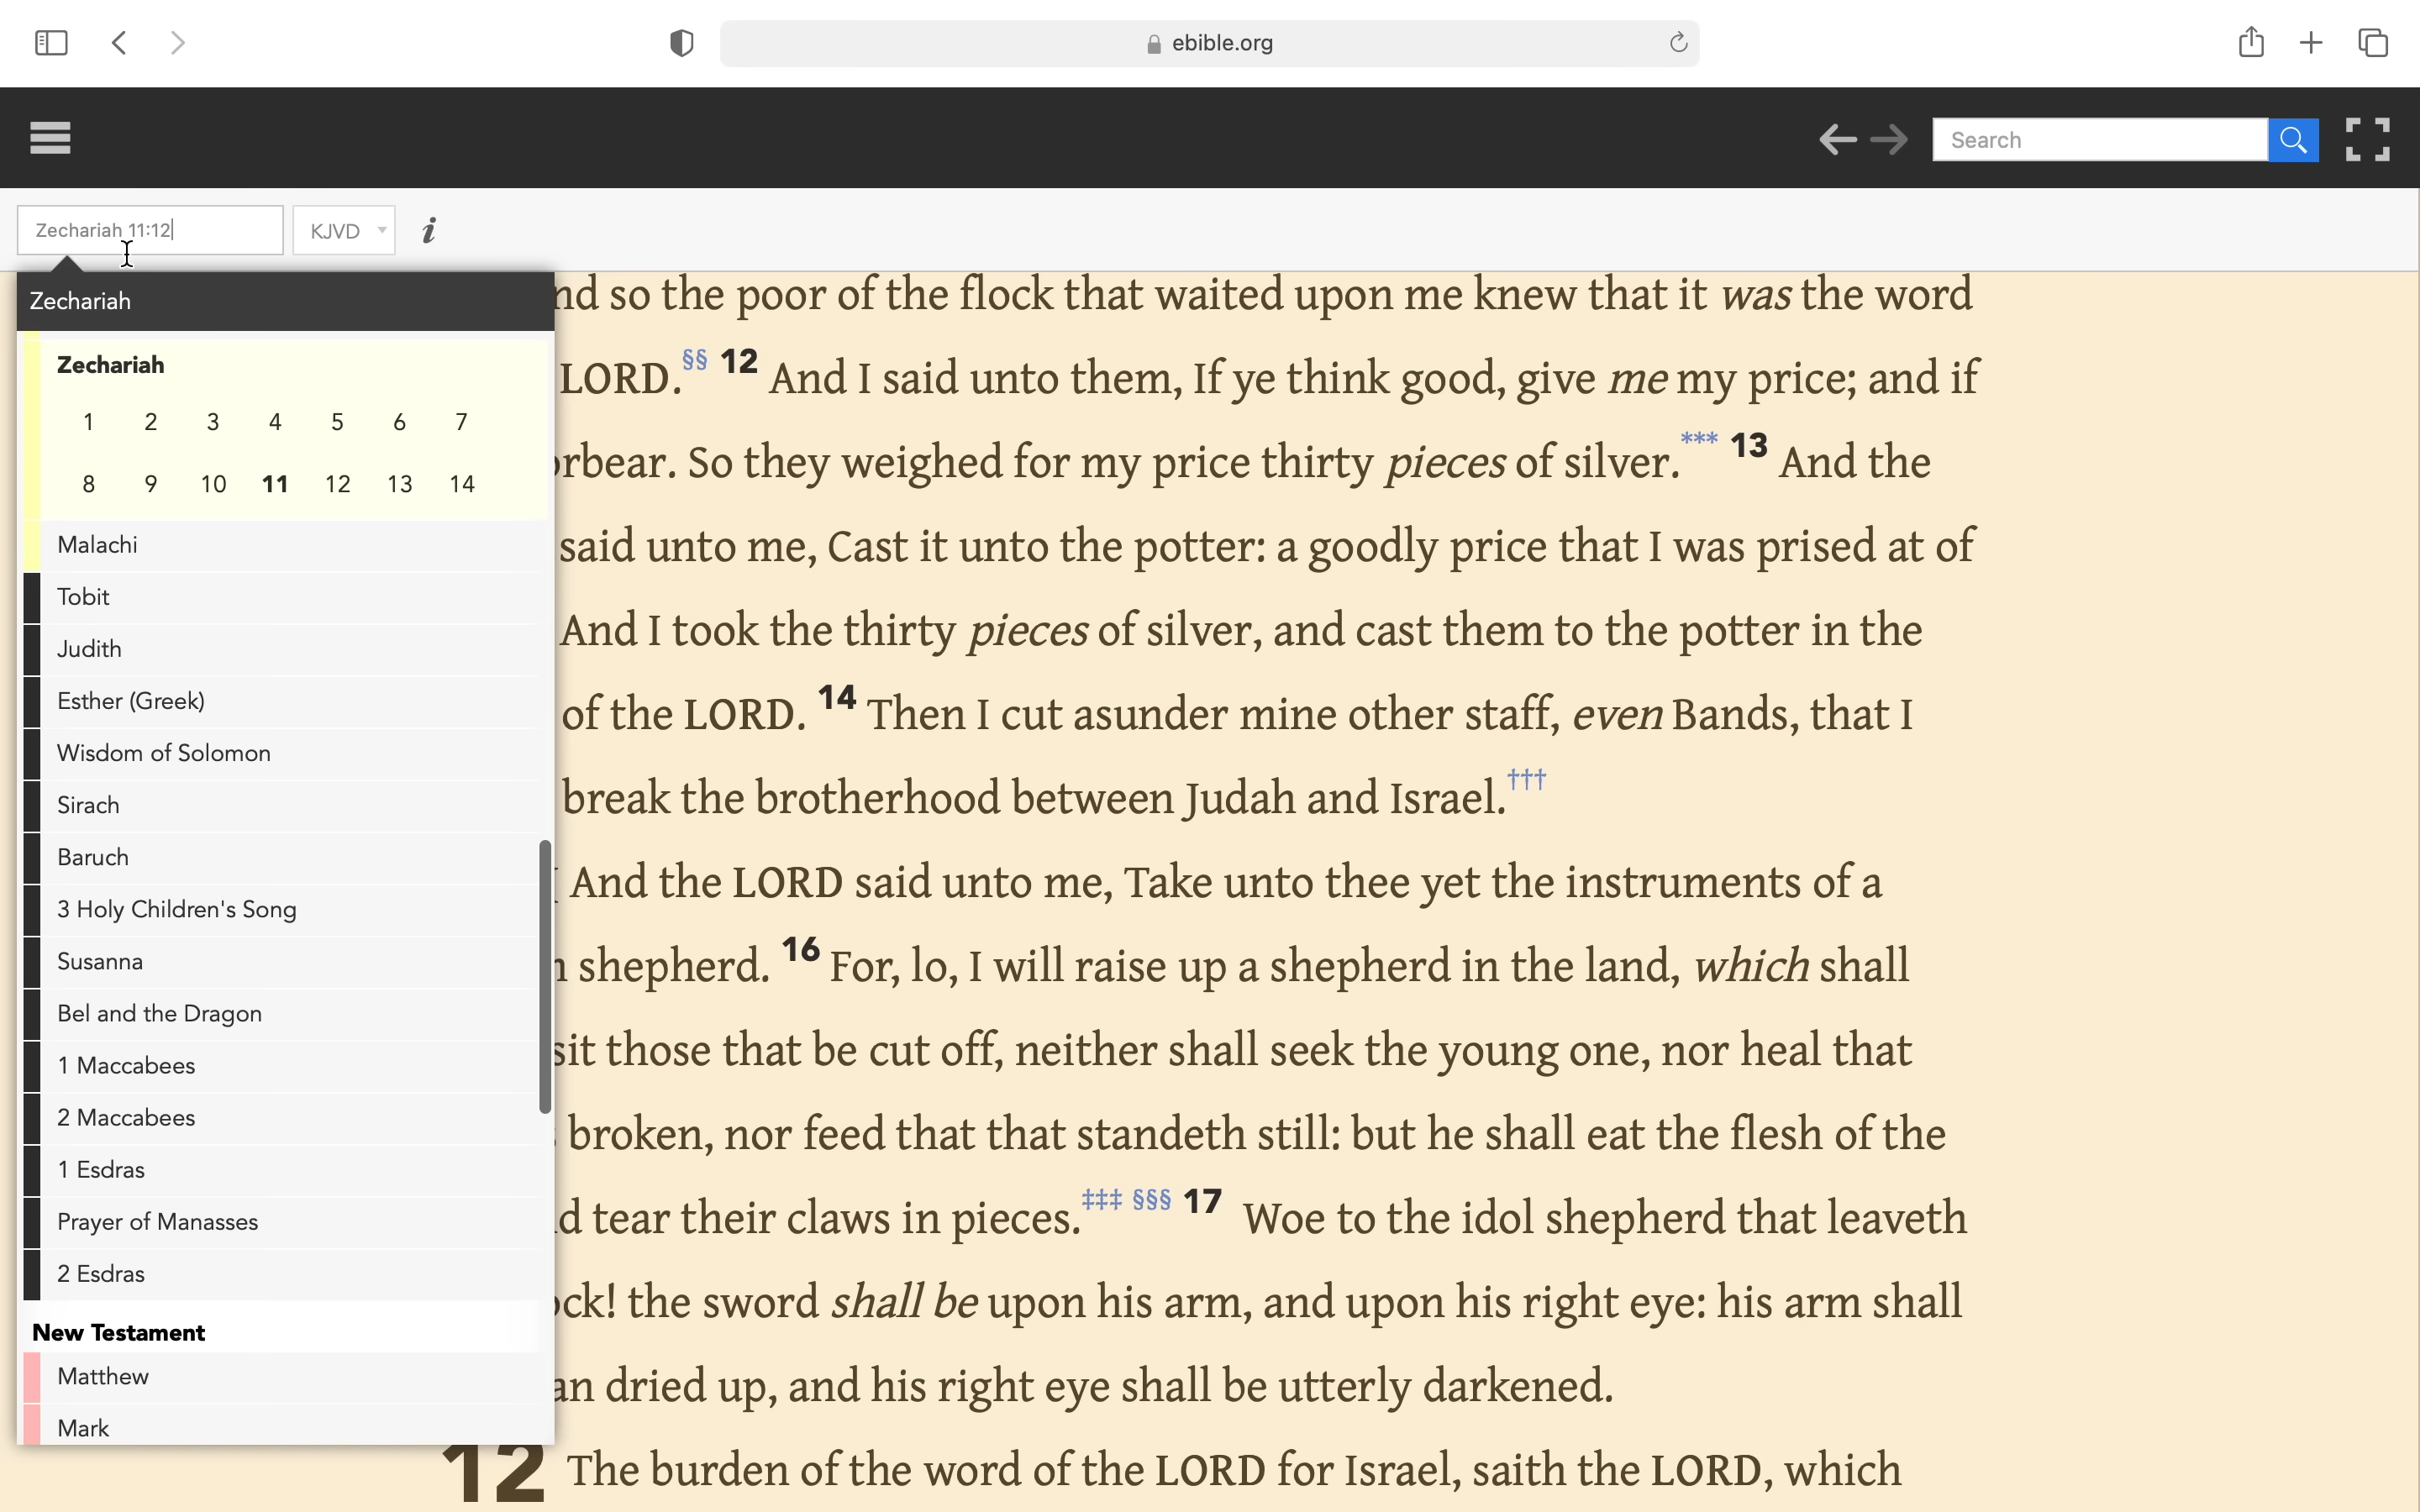 ebible.org
Search
Zechariah 11:12
KJVD
i
Zechariah
Zechariah
1 2 3 4 5 6 7
8 9 10 11 12 13 14
Malachi
Tobit
Judith
Esther (Greek)
Wisdom of Solomon
Sirach
Baruch
3 Holy Children's Song
Susanna
Bel and the Dragon
1 Maccabees
2 Maccabees
1 Esdras
Prayer of Manasses
2 Esdras
New Testament
Matthew
Mark
so the poor of the flock that waited upon me knew that it was the word
LORD.§§ 12 And I said unto them, If ye think good, give me my price; and if
So they weighed for my price thirty pieces of silver.*** 13 And the
said unto me, Cast it unto the potter: a goodly price that I was prised at of
And I took the thirty pieces of silver, and cast them to the potter in the
of the LORD. 14 Then I cut asunder mine other staff, even Bands, that I
break the brotherhood between Judah and Israel.†††
And the LORD said unto me, Take unto thee yet the instruments of a
shepherd. 16 For, lo, I will raise up a shepherd in the land, which shall
those that be cut off, neither shall seek the young one, nor heal that
broken, nor feed that that standeth still: but he shall eat the flesh of the
tear their claws in pieces.‡‡‡ §§§ 17 Woe to the idol shepherd that leaveth
the sword shall be upon his arm, and upon his right eye: his arm shall
dried up, and his right eye shall be utterly darkened.
12 The burden of the word of the LORD for Israel, saith the LORD, which